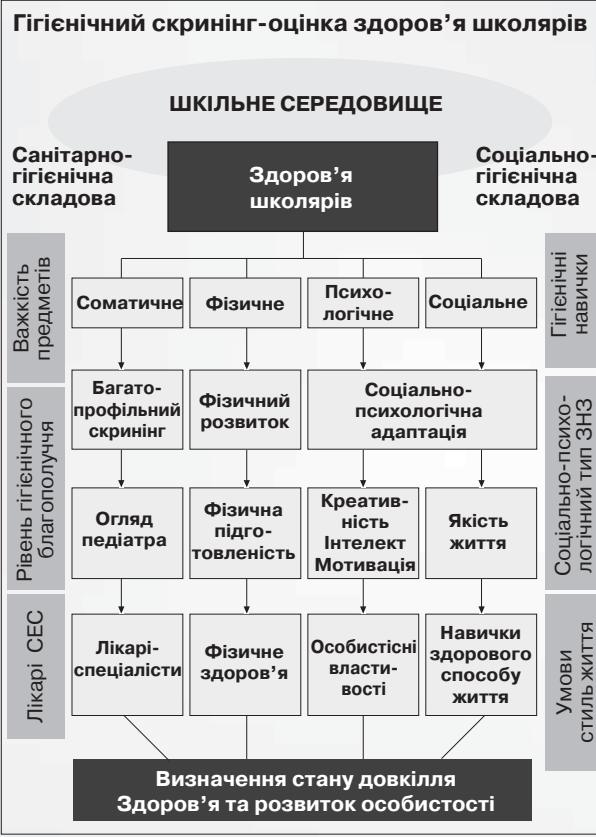 Гігієнічний скринінг-оцінка здоров’я школярів
ШКІЛЬНЕ СЕРЕДОВИЩЕ
Санітарно-
гігієнічна
складова
Здоров’я
школярів
Соціально-
гігієнічна
складова
Важкість
предметів
Соматичне
Фізичне
Психо-
логічне
Соціальне
Гігієнічні
навички
Рівень гігієнічного
благополуччя
Багато-
профільний
скринінг
Фізичний
розвиток
Соціально-
психологічна
адаптація
Соціально-психо-
логічний тип ЗНЗ
Огляд
педіатра
Фізична
підго-
товленість
Креатив-
ність
Інтелект
Мотивація
Якість
життя
Лікарі СЕС
Лікарі-
спеціалісти
Фізичне
здоров’я
Особистісні
власти-
вості
Навички
здорового
способу
життя
Умови
стиль життя
Визначення стану довкілля
Здоров’я та розвиток особистості